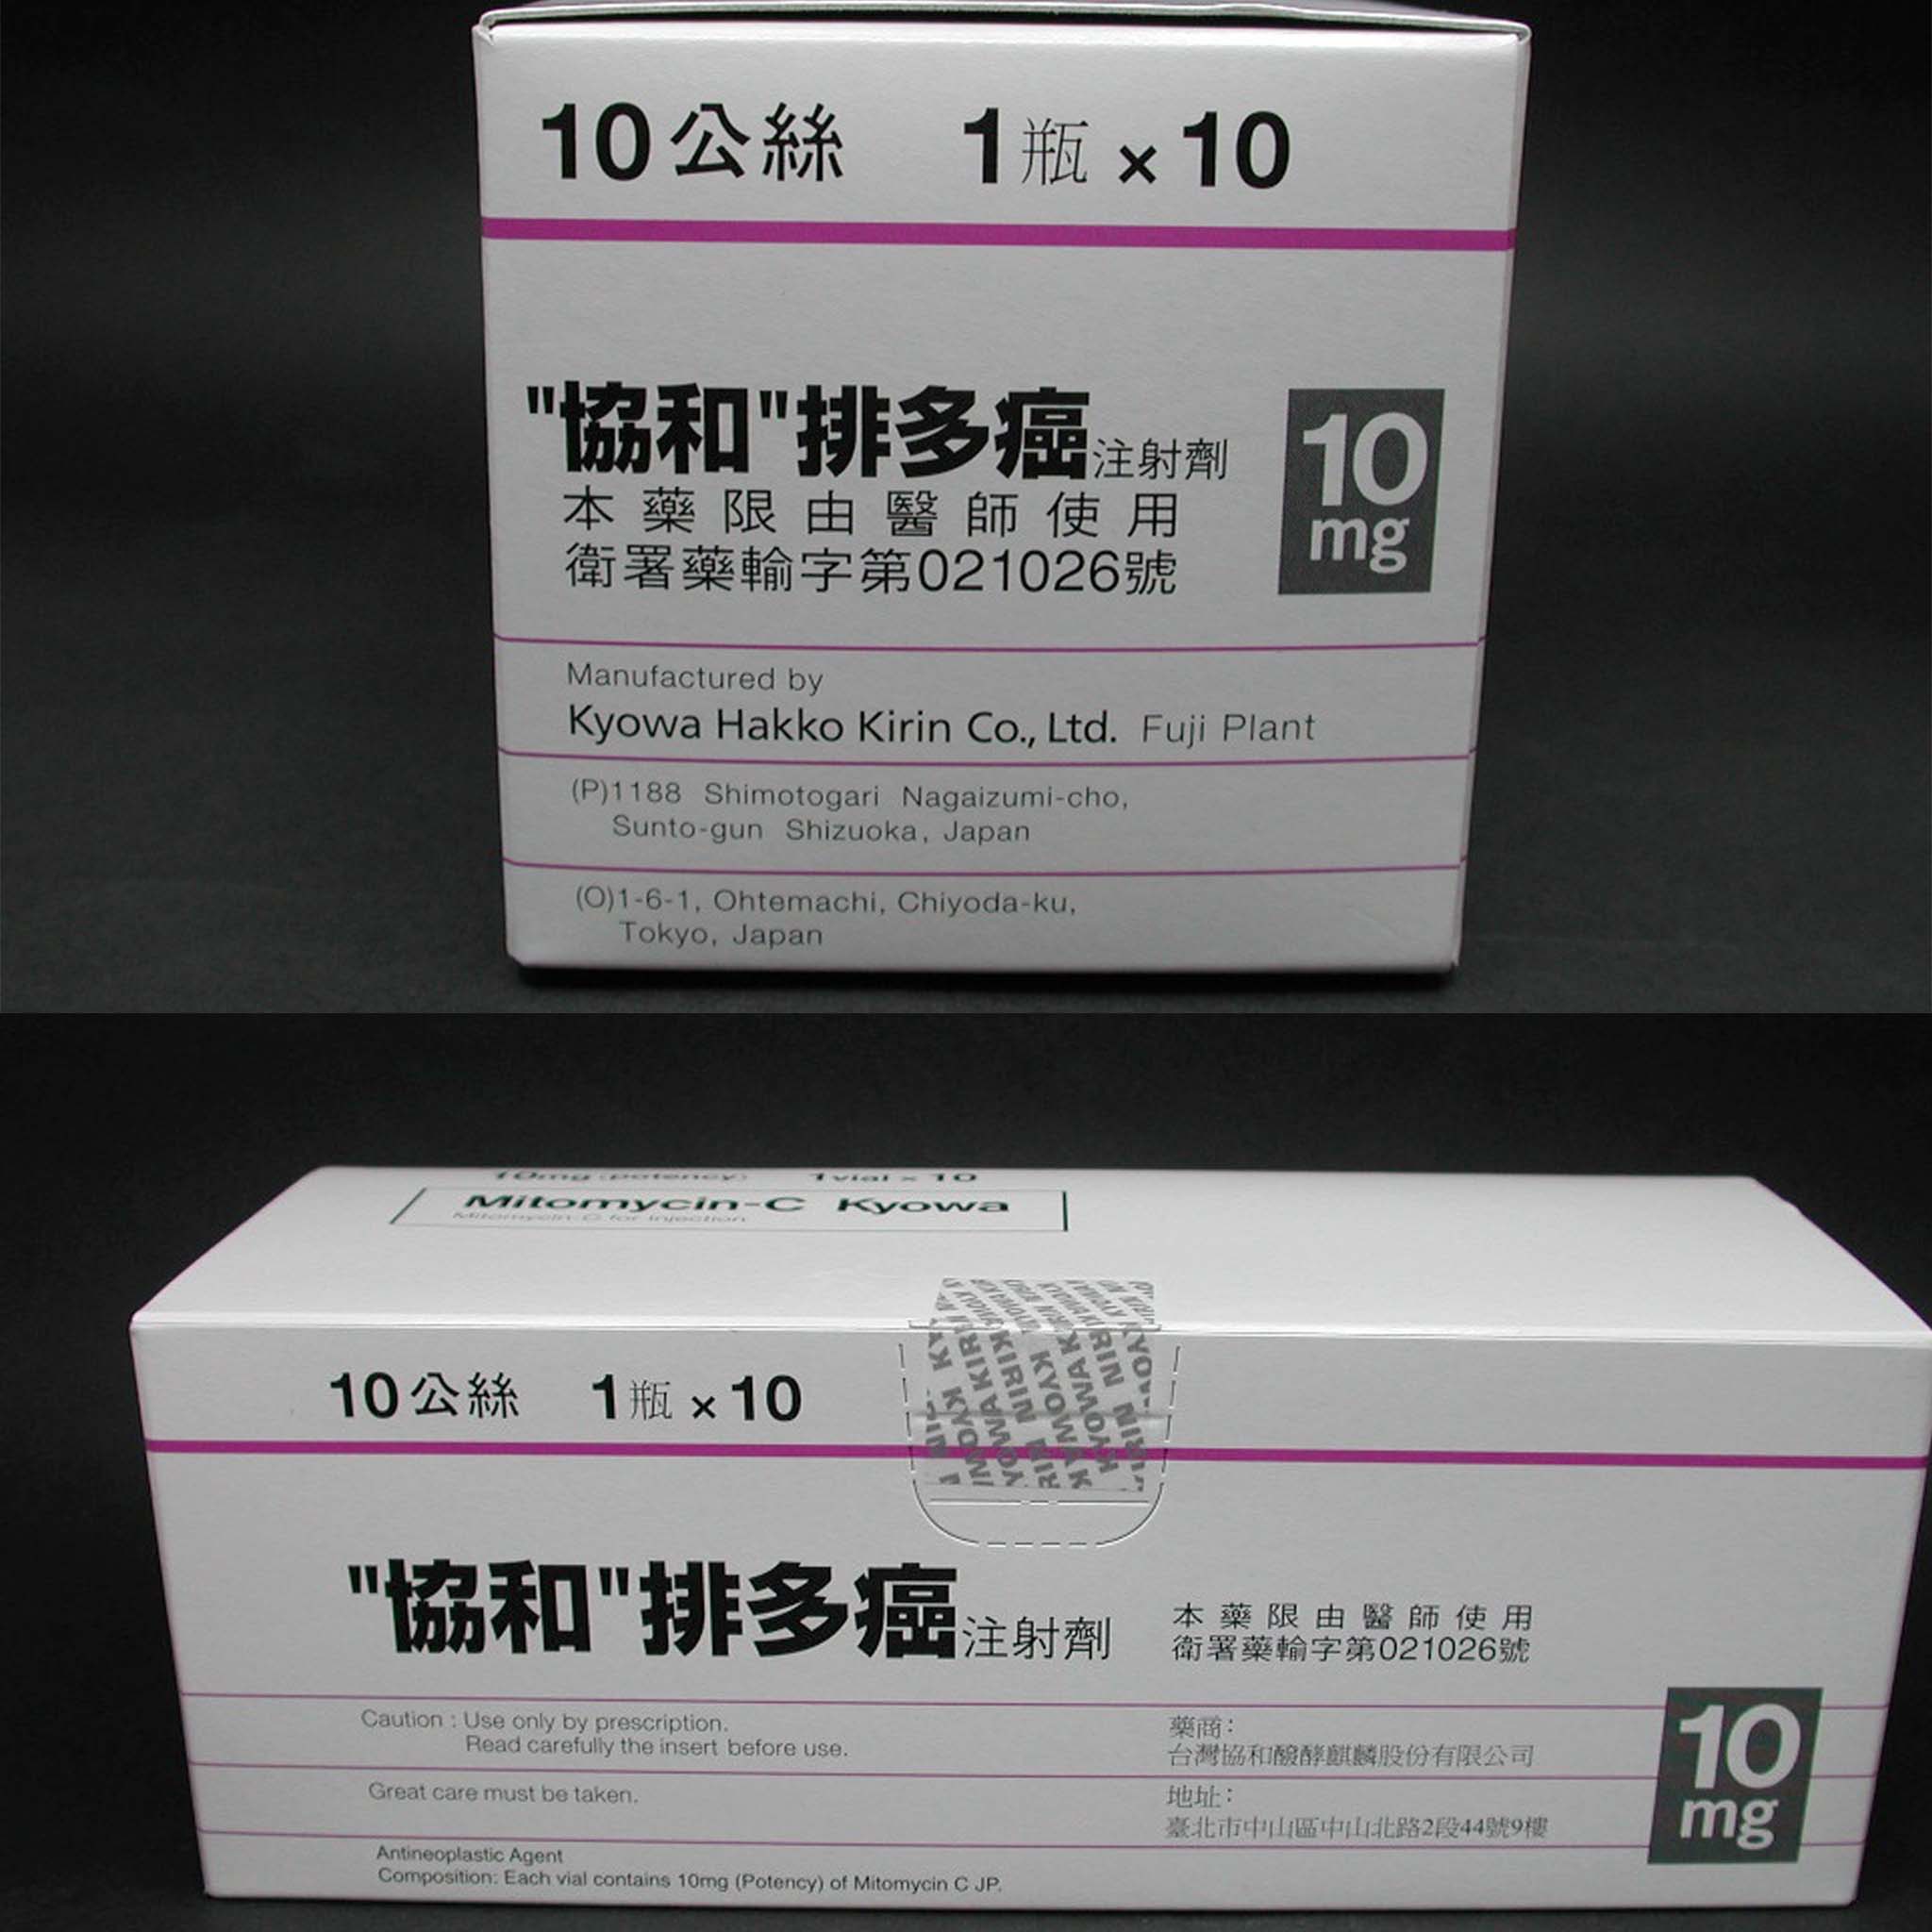 10公絲 1瓶×10
"協和"排多癌注射劑
本藥限由醫師使用
衛署藥輸字第021026號
10
mg
Manufactured by
Kyowa Hakko Kirin Co., Ltd. Fuji Plant
(P)1188 Shimotogari Nagaizumi-cho,
Sunto-gun Shizuoka, Japan
(O)1-6-1, Ohtemachi, Chiyoda-ku,
Tokyo, Japan
10mg (potency) 1vial × 10
Mitomycin-C Kyowa
Mitomycin-C for Injection
10公絲 1瓶×10
"協和"排多癌注射劑
本藥限由醫師使用
衛署藥輸字第021026號
Caution : Use only by prescription.
Read carefully the insert before use.
Great care must be taken.
Antineoplastic Agent
Composition: Each vial contains 10mg (Potency) of Mitomycin C JP.
藥商:
台灣協和醱酵麒麟股份有限公司
地址:
臺北市中山區中山北路2段44號9樓
10
mg